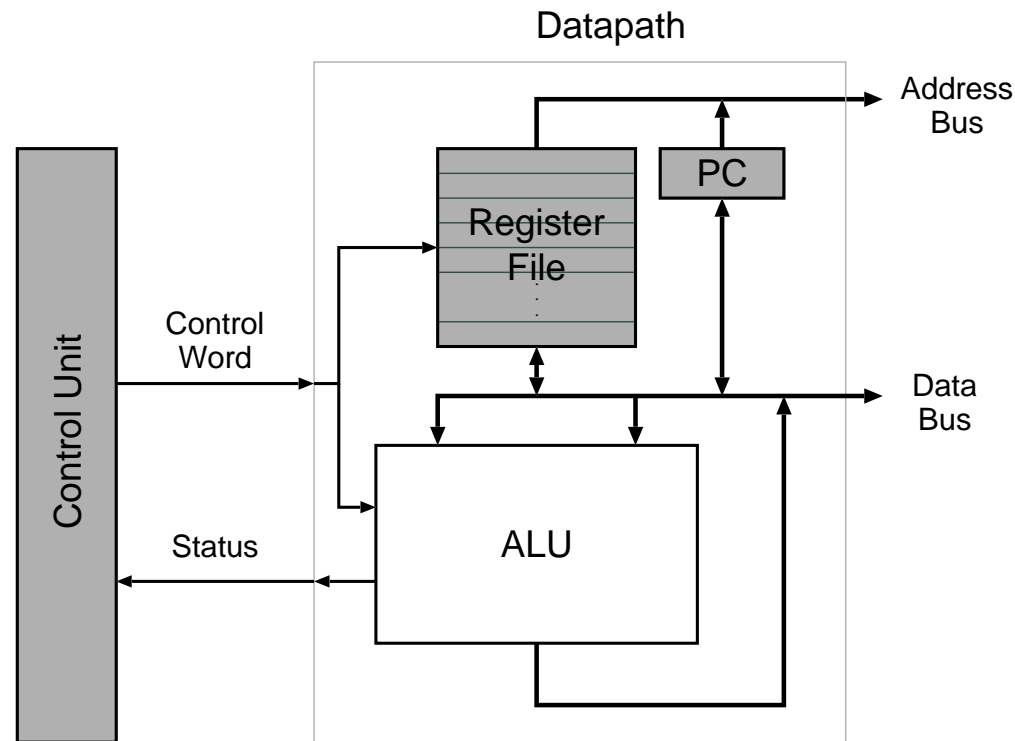 Datapath
Address
Bus
PC
Register
File
Control
Word
Control Unit
Data
Bus
Status
ALU